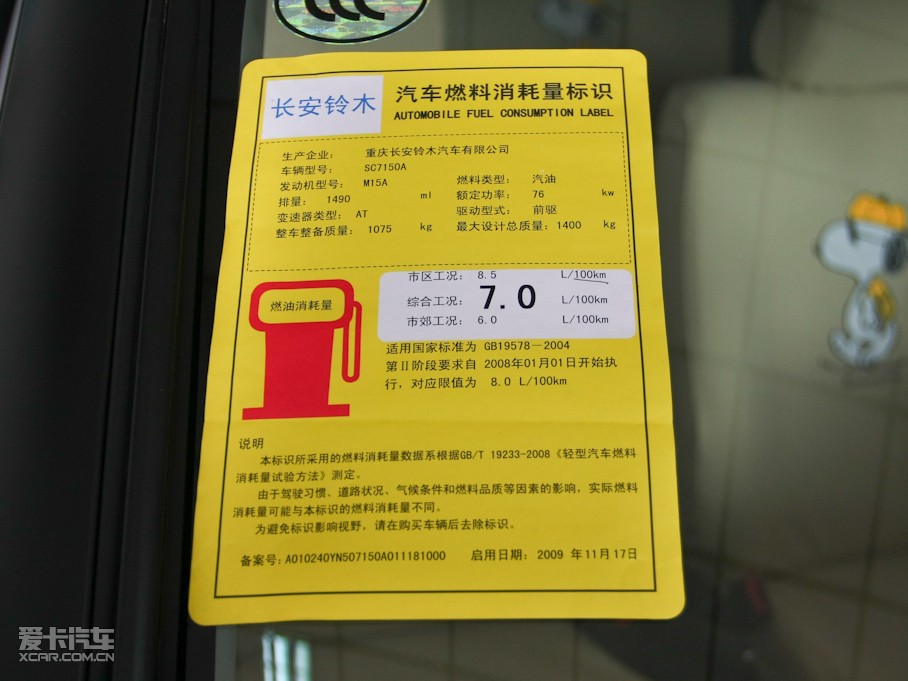 长安铃木
汽车燃料消耗量标识
AUTOMOBILE FUEL CONSUMPTION LABEL
生产企业: 重庆长安铃木汽车有限公司
车辆型号: SC7150A
发动机型号: M15A 燃料类型: 汽油
排量: 1490 ml 额定功率: 76 kw
变速器类型: AT 驱动型式: 前驱
整车整备质量: 1075 kg 最大设计总质量: 1400 kg
燃油消耗量
市区工况: 8.5 L/100km
综合工况: 7.0 L/100km
市郊工况: 6.0 L/100km
适用国家标准为 GB19578-2004
第Ⅱ阶段要求自 2008年01月01日开始执
行，对应限值为 8.0 L/100km
说明
本标识所采用的燃料消耗量数据系根据GB/T 19233-2008《轻型汽车燃料
消耗量试验方法》测定。
由于驾驶习惯、道路状况、气候条件和燃料品质等因素的影响，实际燃料
消耗量可能与本标识的燃料消耗量不同。
为避免标识影响视野，请在购买车辆后去除标识。
备案号: A010240YN507150A011181000 启用日期: 2009 年11月17日
爱卡汽车
XCAR.COM.CN